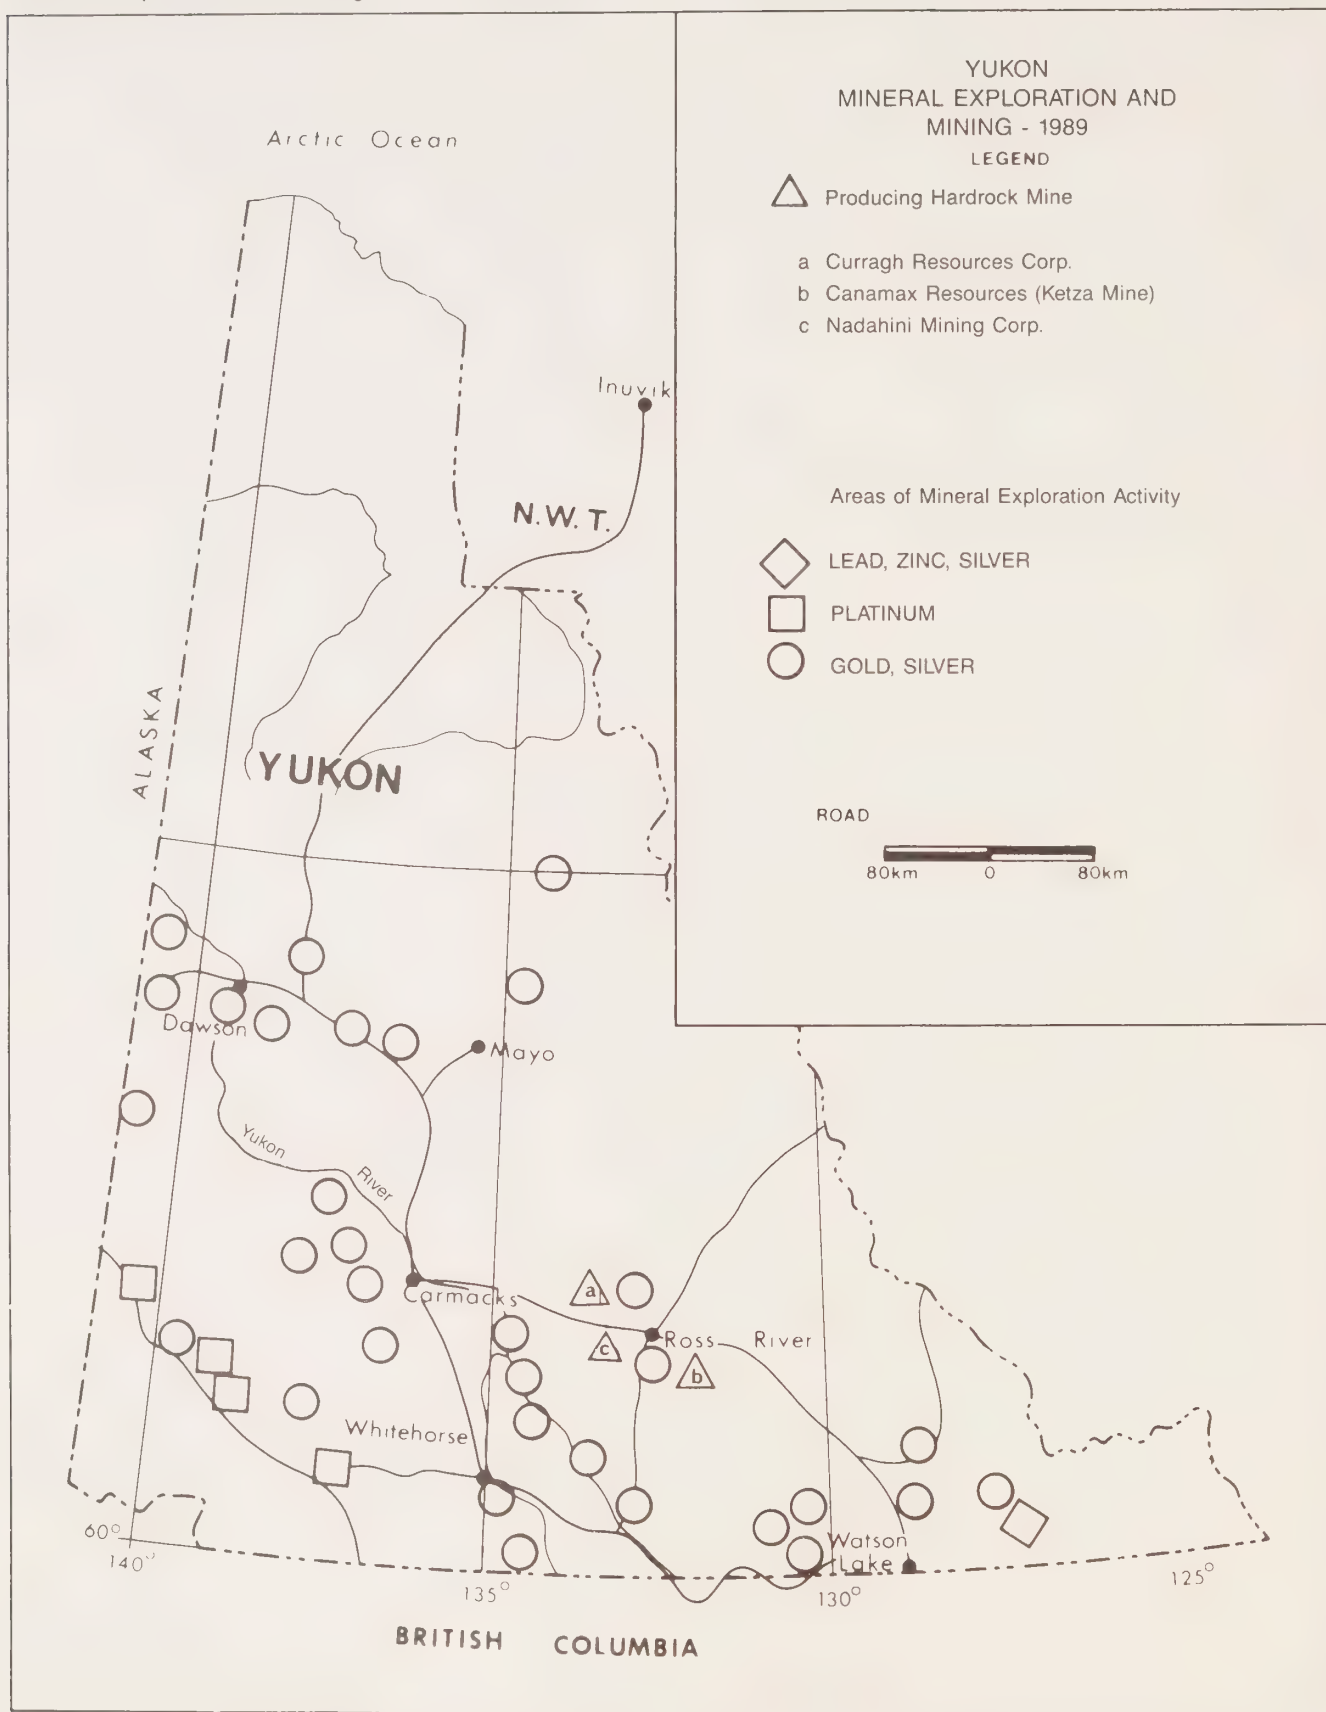 YUKON
MINERAL EXPLORATION AND
MINING - 1989
LEGEND
Producing Hardrock Mine
a Curragh Resources Corp.
b Canamax Resources (Ketza Mine)
c Nadahini Mining Corp.
Areas of Mineral Exploration Activity
LEAD, ZINC, SILVER
PLATINUM
GOLD, SILVER
ROAD
80km 0 80km
Arctic Ocean
Inuvik
N.W.T.
ALASKA
YUKON
Dawson
Mayo
Yukon River
Carmacks
a
c
b
Ross River
Whitehorse
Watson
Lake
60°
140°
135°
130°
125°
BRITISH COLUMBIA